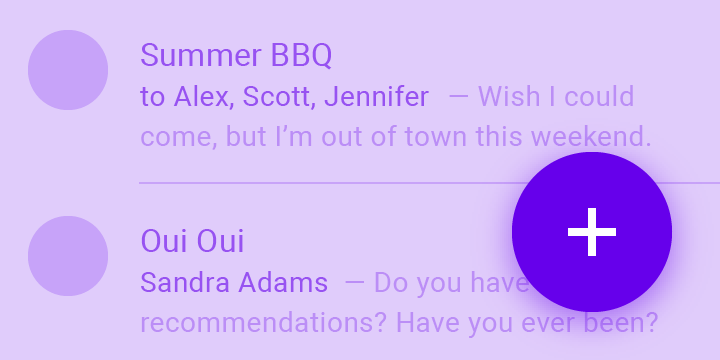 Summer BBQ
to Alex, Scott, Jennifer — Wish I could
come, but I’m out of town this weekend.
Oui Oui
Sandra Adams — Do you have
recommendations? Have you ever been?